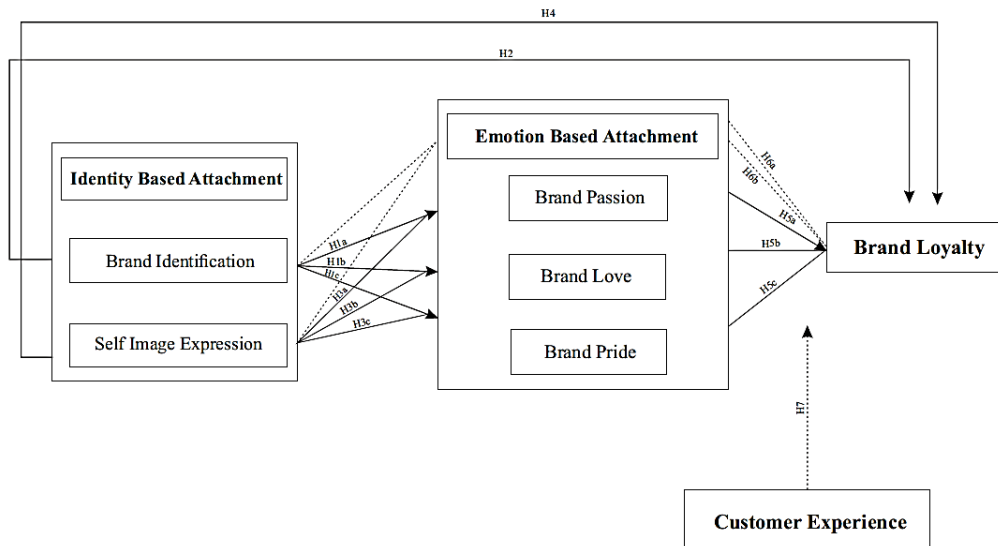 H4
H2
Emotion Based Attachment
Identity Based Attachment
Brand Passion
Brand Identification
Brand Love
Self Image Expression
Brand Pride
H1a
H1b
H1c
H3a
H3b
H3c
H6a
H6b
H5a
H5b
H5c
Brand Loyalty
H7
Customer Experience